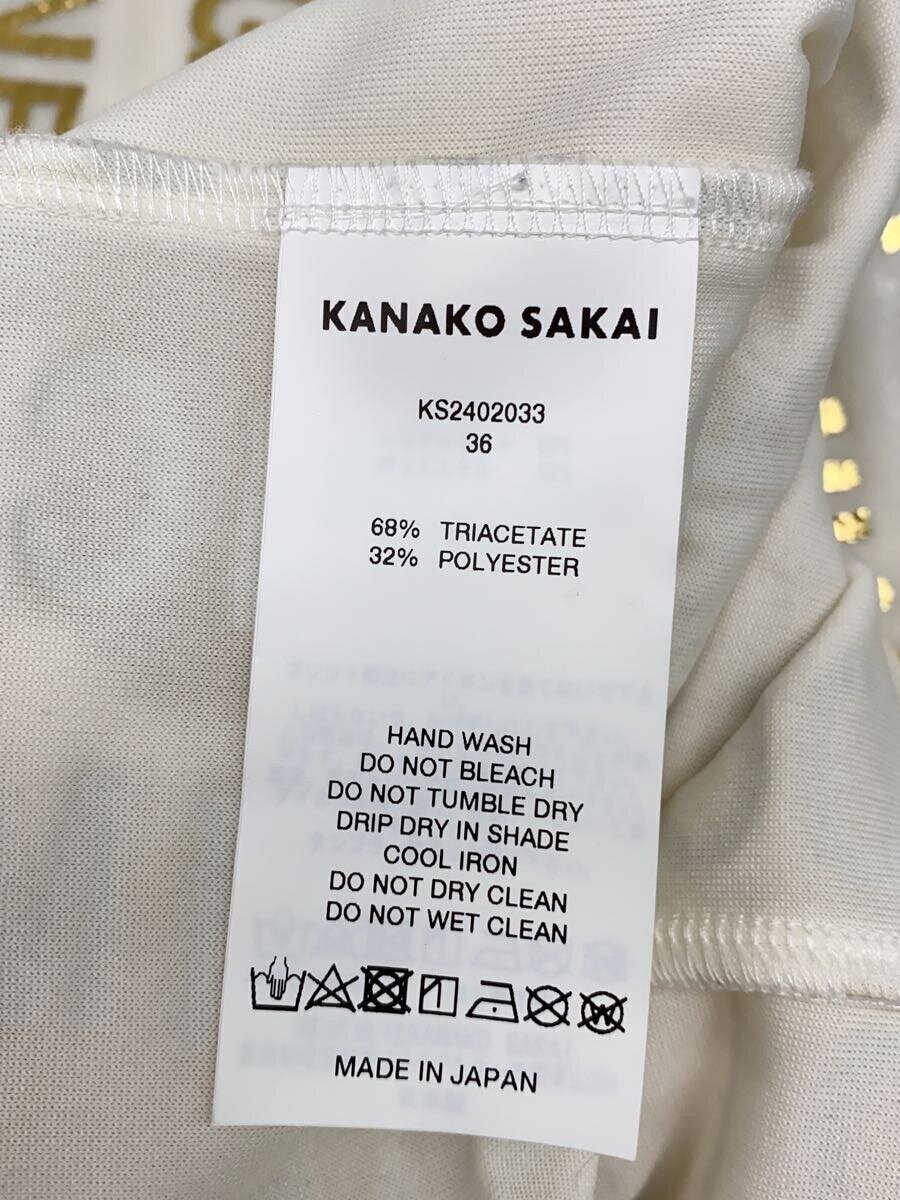 KANAKO SAKAI
KS2402033
36
68% TRIACETATE
32% POLYESTER
HAND WASH
DO NOT BLEACH
DO NOT TUMBLE DRY
DRIP DRY IN SHADE
COOL IRON
DO NOT DRY CLEAN
DO NOT WET CLEAN
W
MADE IN JAPAN